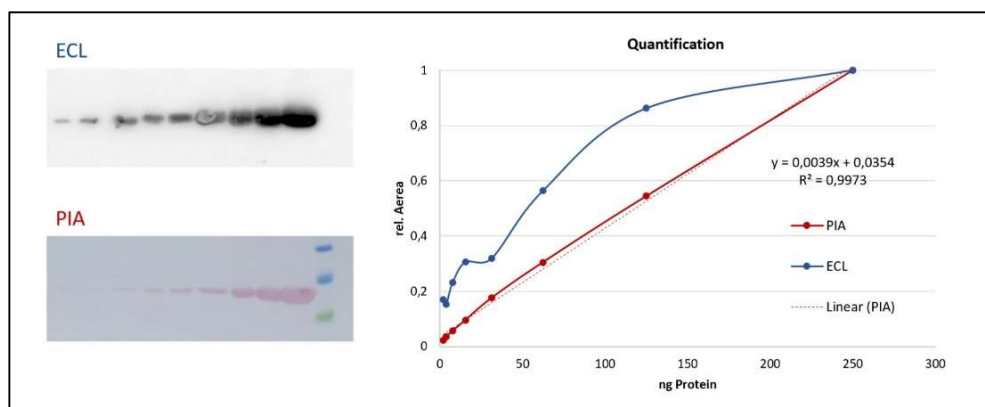 ECL
PIA
Quantification
rel. Aerea
1
0,8
0,6
0,4
0,2
0
y = 0,0039x + 0,0354
R² = 0,9973
PIA
ECL
Linear (PIA)
0 50 100 150 200 250 300
ng Protein